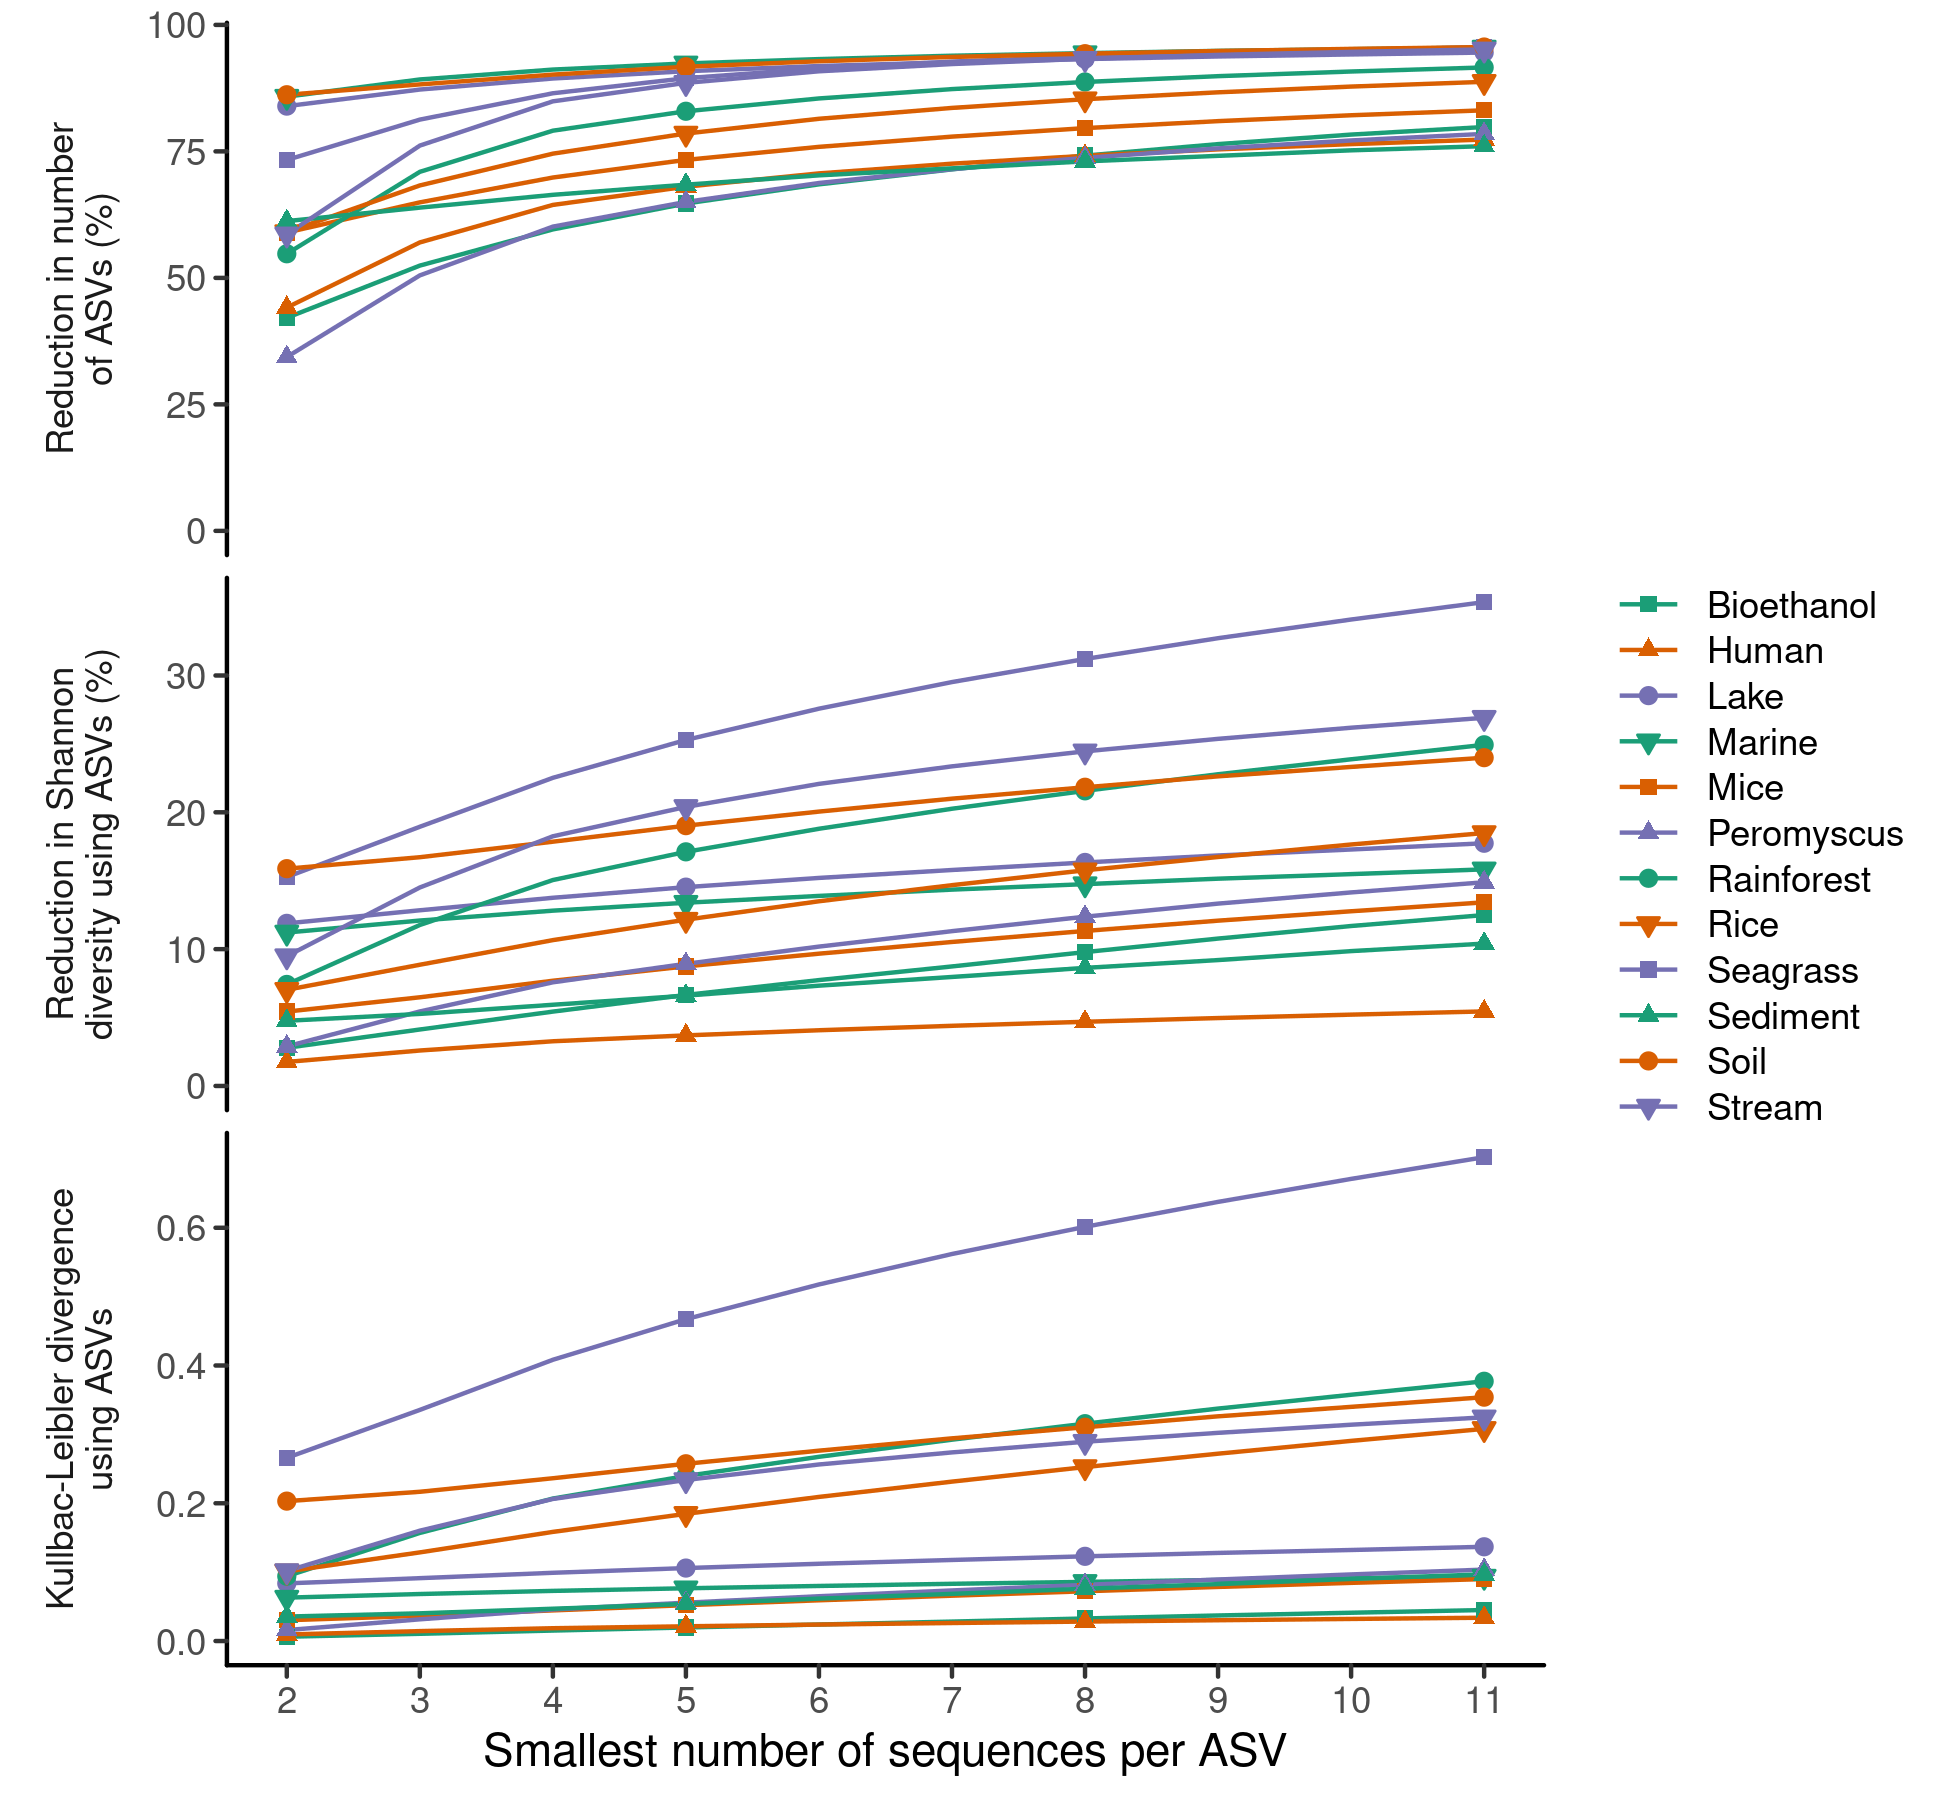 100
75
50
25
0
Reduction in number
of ASVs (%)
30
20
10
0
Reduction in Shannon
diversity using ASVs (%)
0.6
0.4
0.2
0.0
Kullbac-Leibler divergence
using ASVs
2 3 4 5 6 7 8 9 10 11
Smallest number of sequences per ASV
Bioethanol
Human
Lake
Marine
Mice
Peromyscus
Rainforest
Rice
Seagrass
Sediment
Soil
Stream